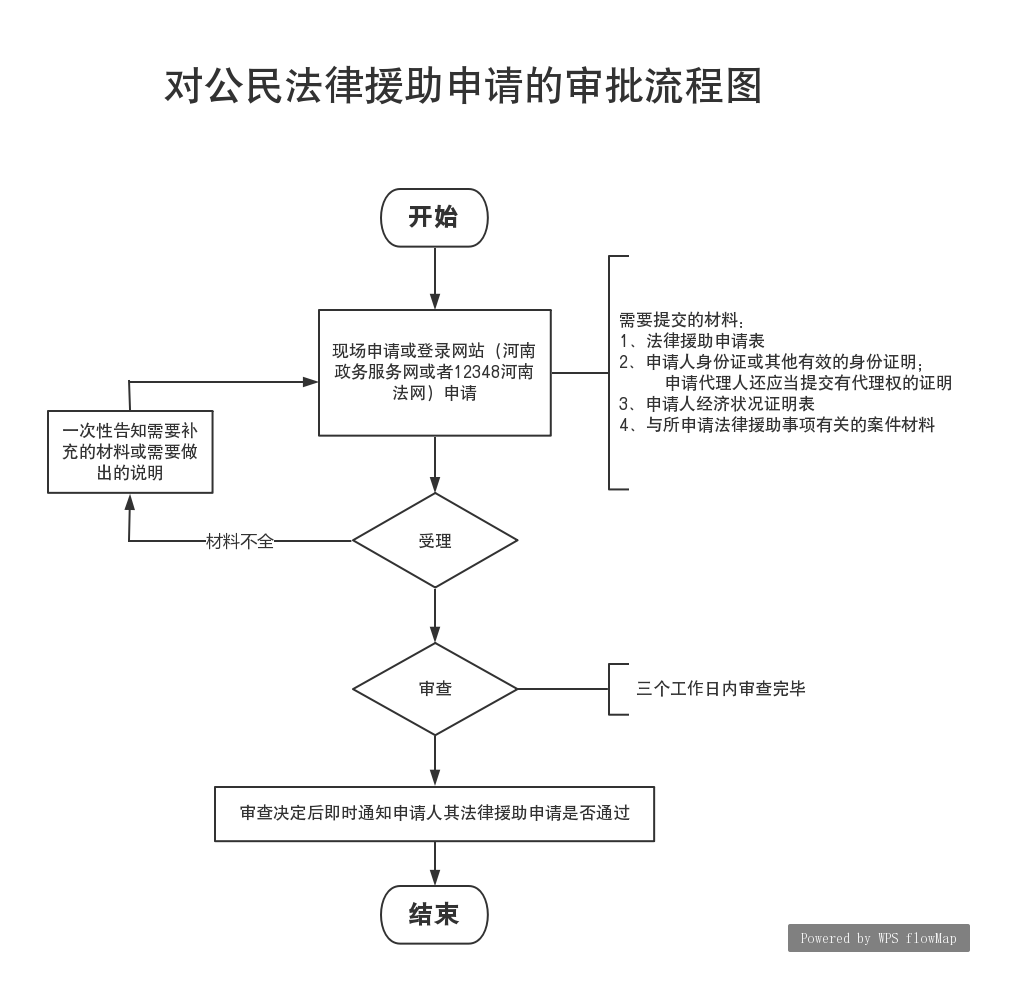 对公民法律援助申请的审批流程图
开始
现场申请或登录网站（河南
政务服务网或者12348河南
法网）申请
需要提交的材料：
1、法律援助申请表
2、申请人身份证或其他有效的身份证明；
申请代理人还应当提交有代理权的证明
3、申请人经济状况证明表
4、与所申请法律援助事项有关的案件材料
一次性告知需要补
充的材料或需要做
出的说明
材料不全
受理
审查
三个工作日内审查完毕
审查决定后即时通知申请人其法律援助申请是否通过
结束
Powered by WPS flowMap